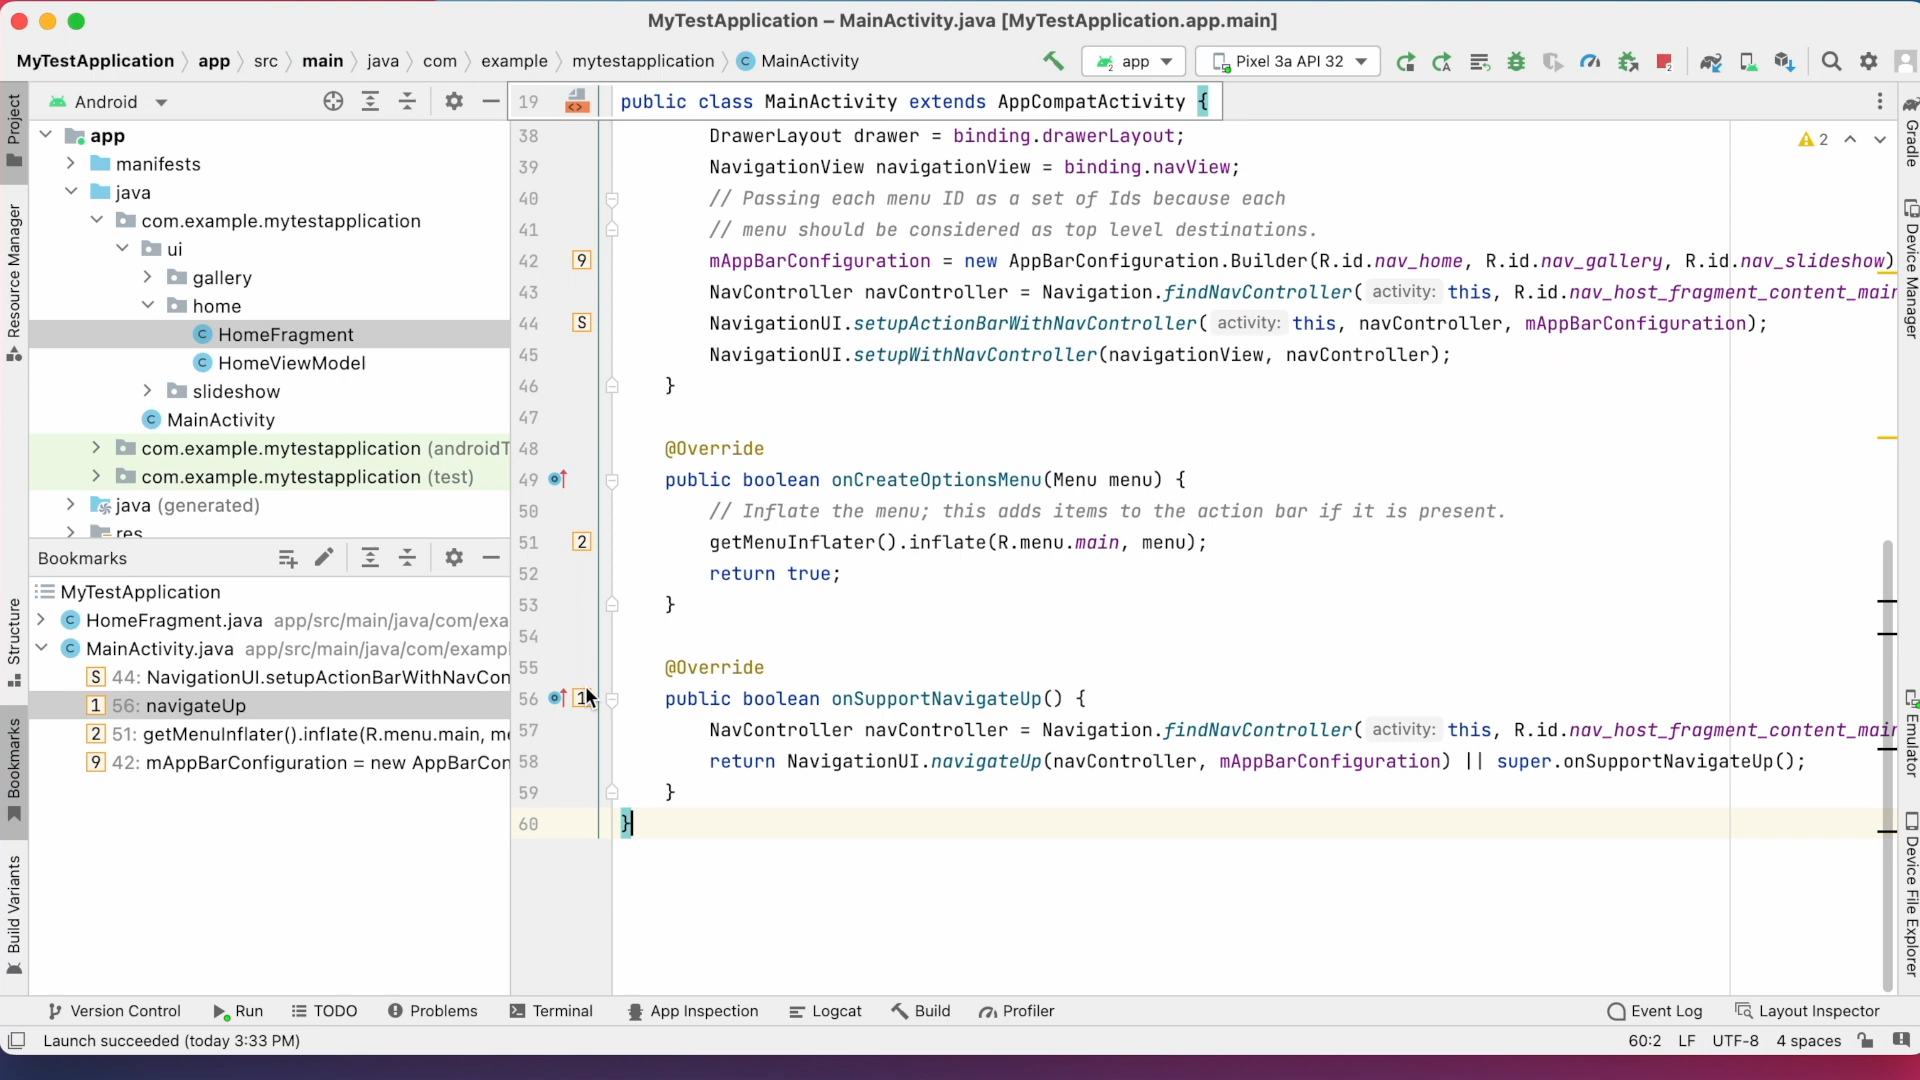 MyTestApplication – MainActivity.java [MyTestApplication.app.main]
MyTestApplication app src main java com example mytestapplication C MainActivity app Pixel 3a API 32
Project
Resource Manager
Structure
Bookmarks
Build Variants
Android
app
manifests
java
com.example.mytestapplication
ui
gallery
home
C HomeFragment
C HomeViewModel
slideshow
C MainActivity
com.example.mytestapplication (androidT
com.example.mytestapplication (test)
java (generated)
res
Bookmarks
MyTestApplication
C HomeFragment.java app/src/main/java/com/exa
C MainActivity.java app/src/main/java/com/examp
S 44: NavigationUI.setupActionBarWithNavCon
1 56: navigateUp
2 51: getMenuInflater().inflate(R.menu.main, me
9 42: mAppBarConfiguration = new AppBarCon
19 public class MainActivity extends AppCompatActivity {
2
38 DrawerLayout drawer = binding.drawerLayout;
39 NavigationView navigationView = binding.navView;
40 // Passing each menu ID as a set of Ids because each
41 // menu should be considered as top level destinations.
42 9 mAppBarConfiguration = new AppBarConfiguration.Builder(R.id.nav_home, R.id.nav_gallery, R.id.nav_slideshow)
43 NavController navController = Navigation.findNavController( activity: this, R.id.nav_host_fragment_content_main
44 S NavigationUI.setupActionBarWithNavController( activity: this, navController, mAppBarConfiguration);
45 NavigationUI.setupWithNavController(navigationView, navController);
46 }
47
48 @Override
49 public boolean onCreateOptionsMenu(Menu menu) {
50 // Inflate the menu; this adds items to the action bar if it is present.
51 2 getMenuInflater().inflate(R.menu.main, menu);
52 return true;
53 }
54
55 @Override
56 1 public boolean onSupportNavigateUp() {
57 NavController navController = Navigation.findNavController( activity: this, R.id.nav_host_fragment_content_main
58 return NavigationUI.navigateUp(navController, mAppBarConfiguration) || super.onSupportNavigateUp();
59 }
60 }
Gradle
Device Manager
Emulator
Device File Explorer
Version Control Run TODO Problems Terminal App Inspection Logcat Build Profiler Event Log Layout Inspector
Launch succeeded (today 3:33 PM) 60:2 LF UTF-8 4 spaces